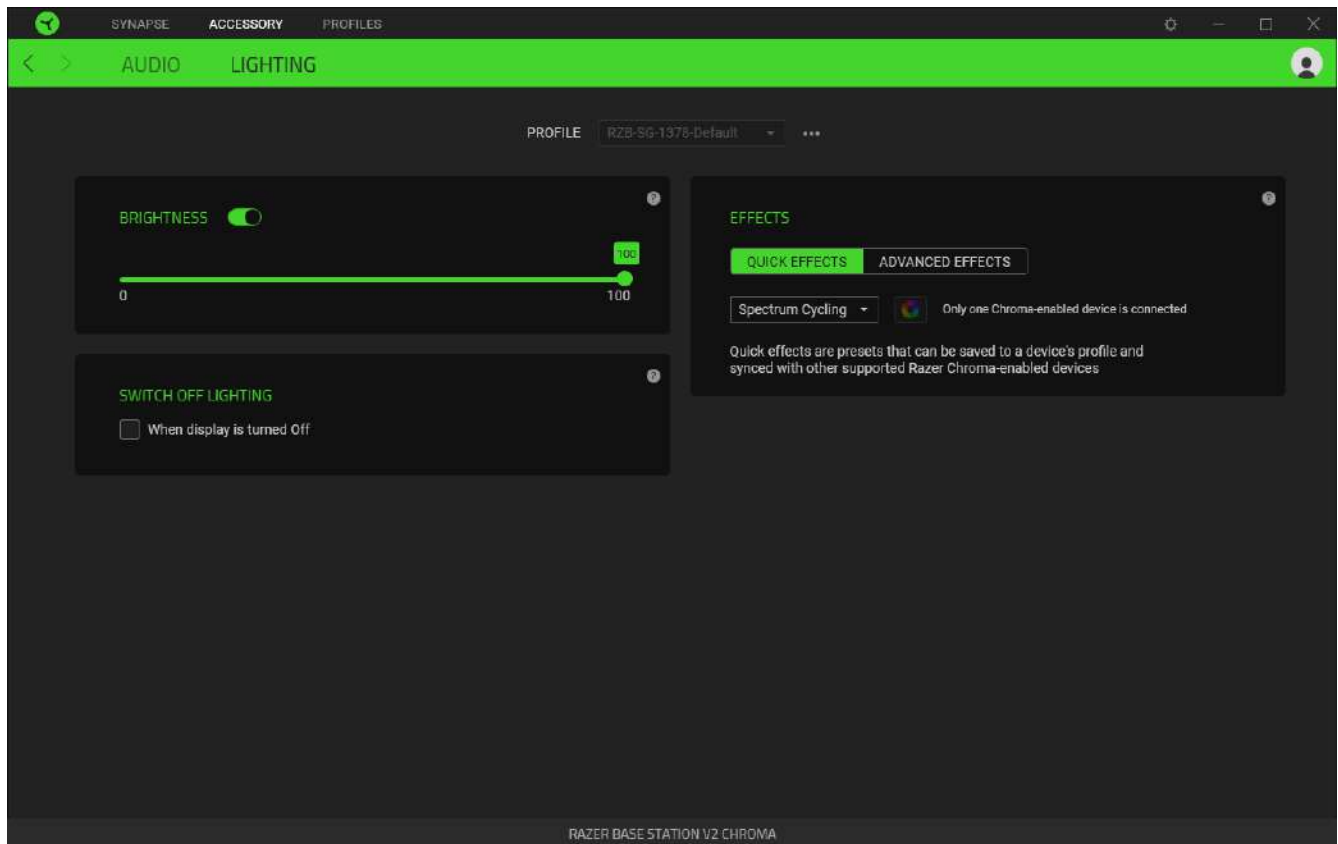 SYNAPSE ACCESSORY PROFILES
AUDIO LIGHTING
PROFILE RZB-SG-1378-Default
BRIGHTNESS
100
0 100
SWITCH OFF LIGHTING
When display is turned Off
EFFECTS
QUICK EFFECTS ADVANCED EFFECTS
Spectrum Cycling Only one Chroma-enabled device is connected
Quick effects are presets that can be saved to a device's profile and
synced with other supported Razer Chroma-enabled devices
RAZER BASE STATION V2 CHROMA